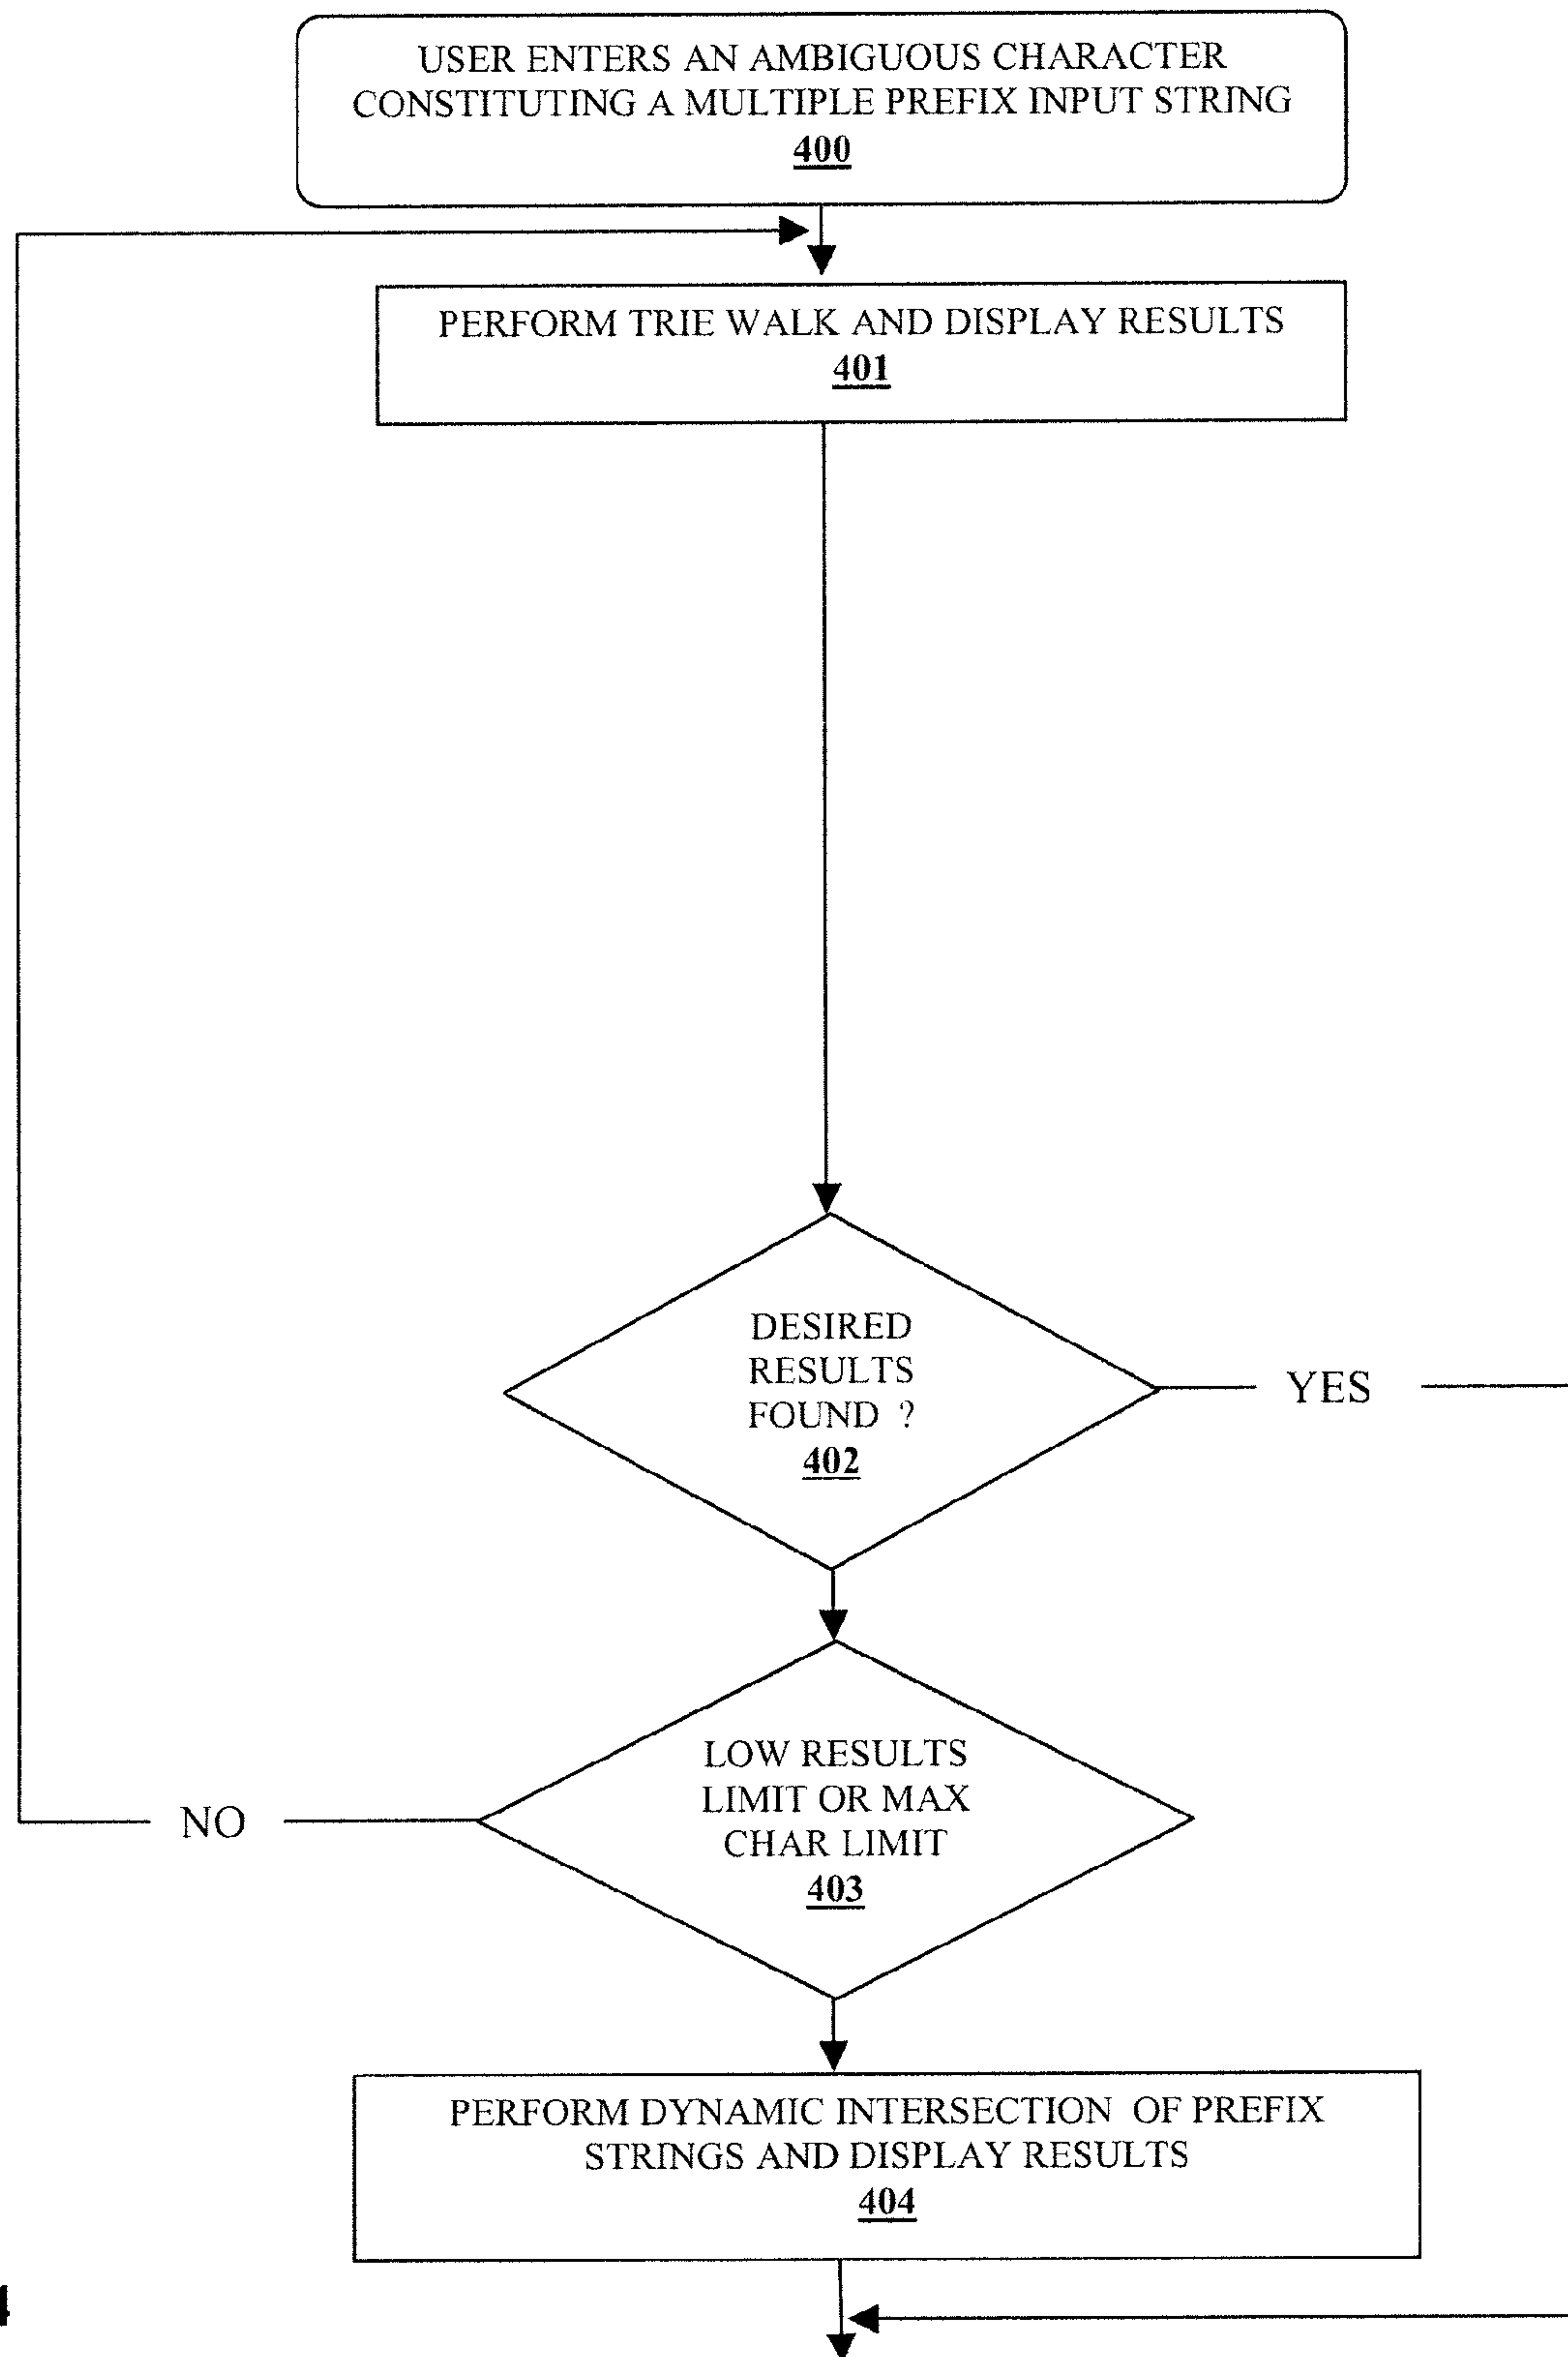 USER ENTERS AN AMBIGUOUS CHARACTER
CONSTITUTING A MULTIPLE PREFIX INPUT STRING
400
PERFORM TRIE WALK AND DISPLAY RESULTS
401
DESIRED
RESULTS
FOUND ?
402
YES
LOW RESULTS
LIMIT OR MAX
CHAR LIMIT
403
NO
PERFORM DYNAMIC INTERSECTION OF PREFIX
STRINGS AND DISPLAY RESULTS
404